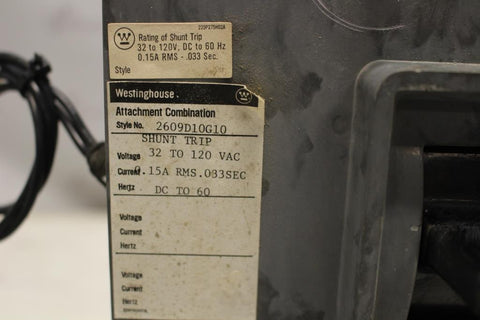 Rating of Shunt Trip
32 to 120V, DC to 60 Hz
0.15A RMS - .033 Sec.
Style
Westinghouse
Attachment Combination
Style No. 2609D10G10
SHUNT TRIP
Voltage 32 TO 120 VAC
Current 0.15A RMS.033SEC
Hertz DC TO 60
Voltage
Current
Hertz
Voltage
Current
Hertz